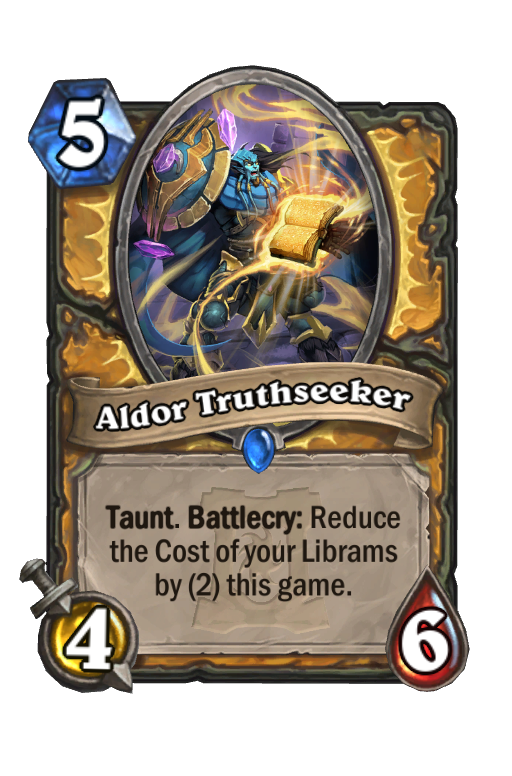 5
Aldor Truthseeker
Taunt. Battlecry: Reduce
the Cost of your Librams
by (2) this game.
4
6